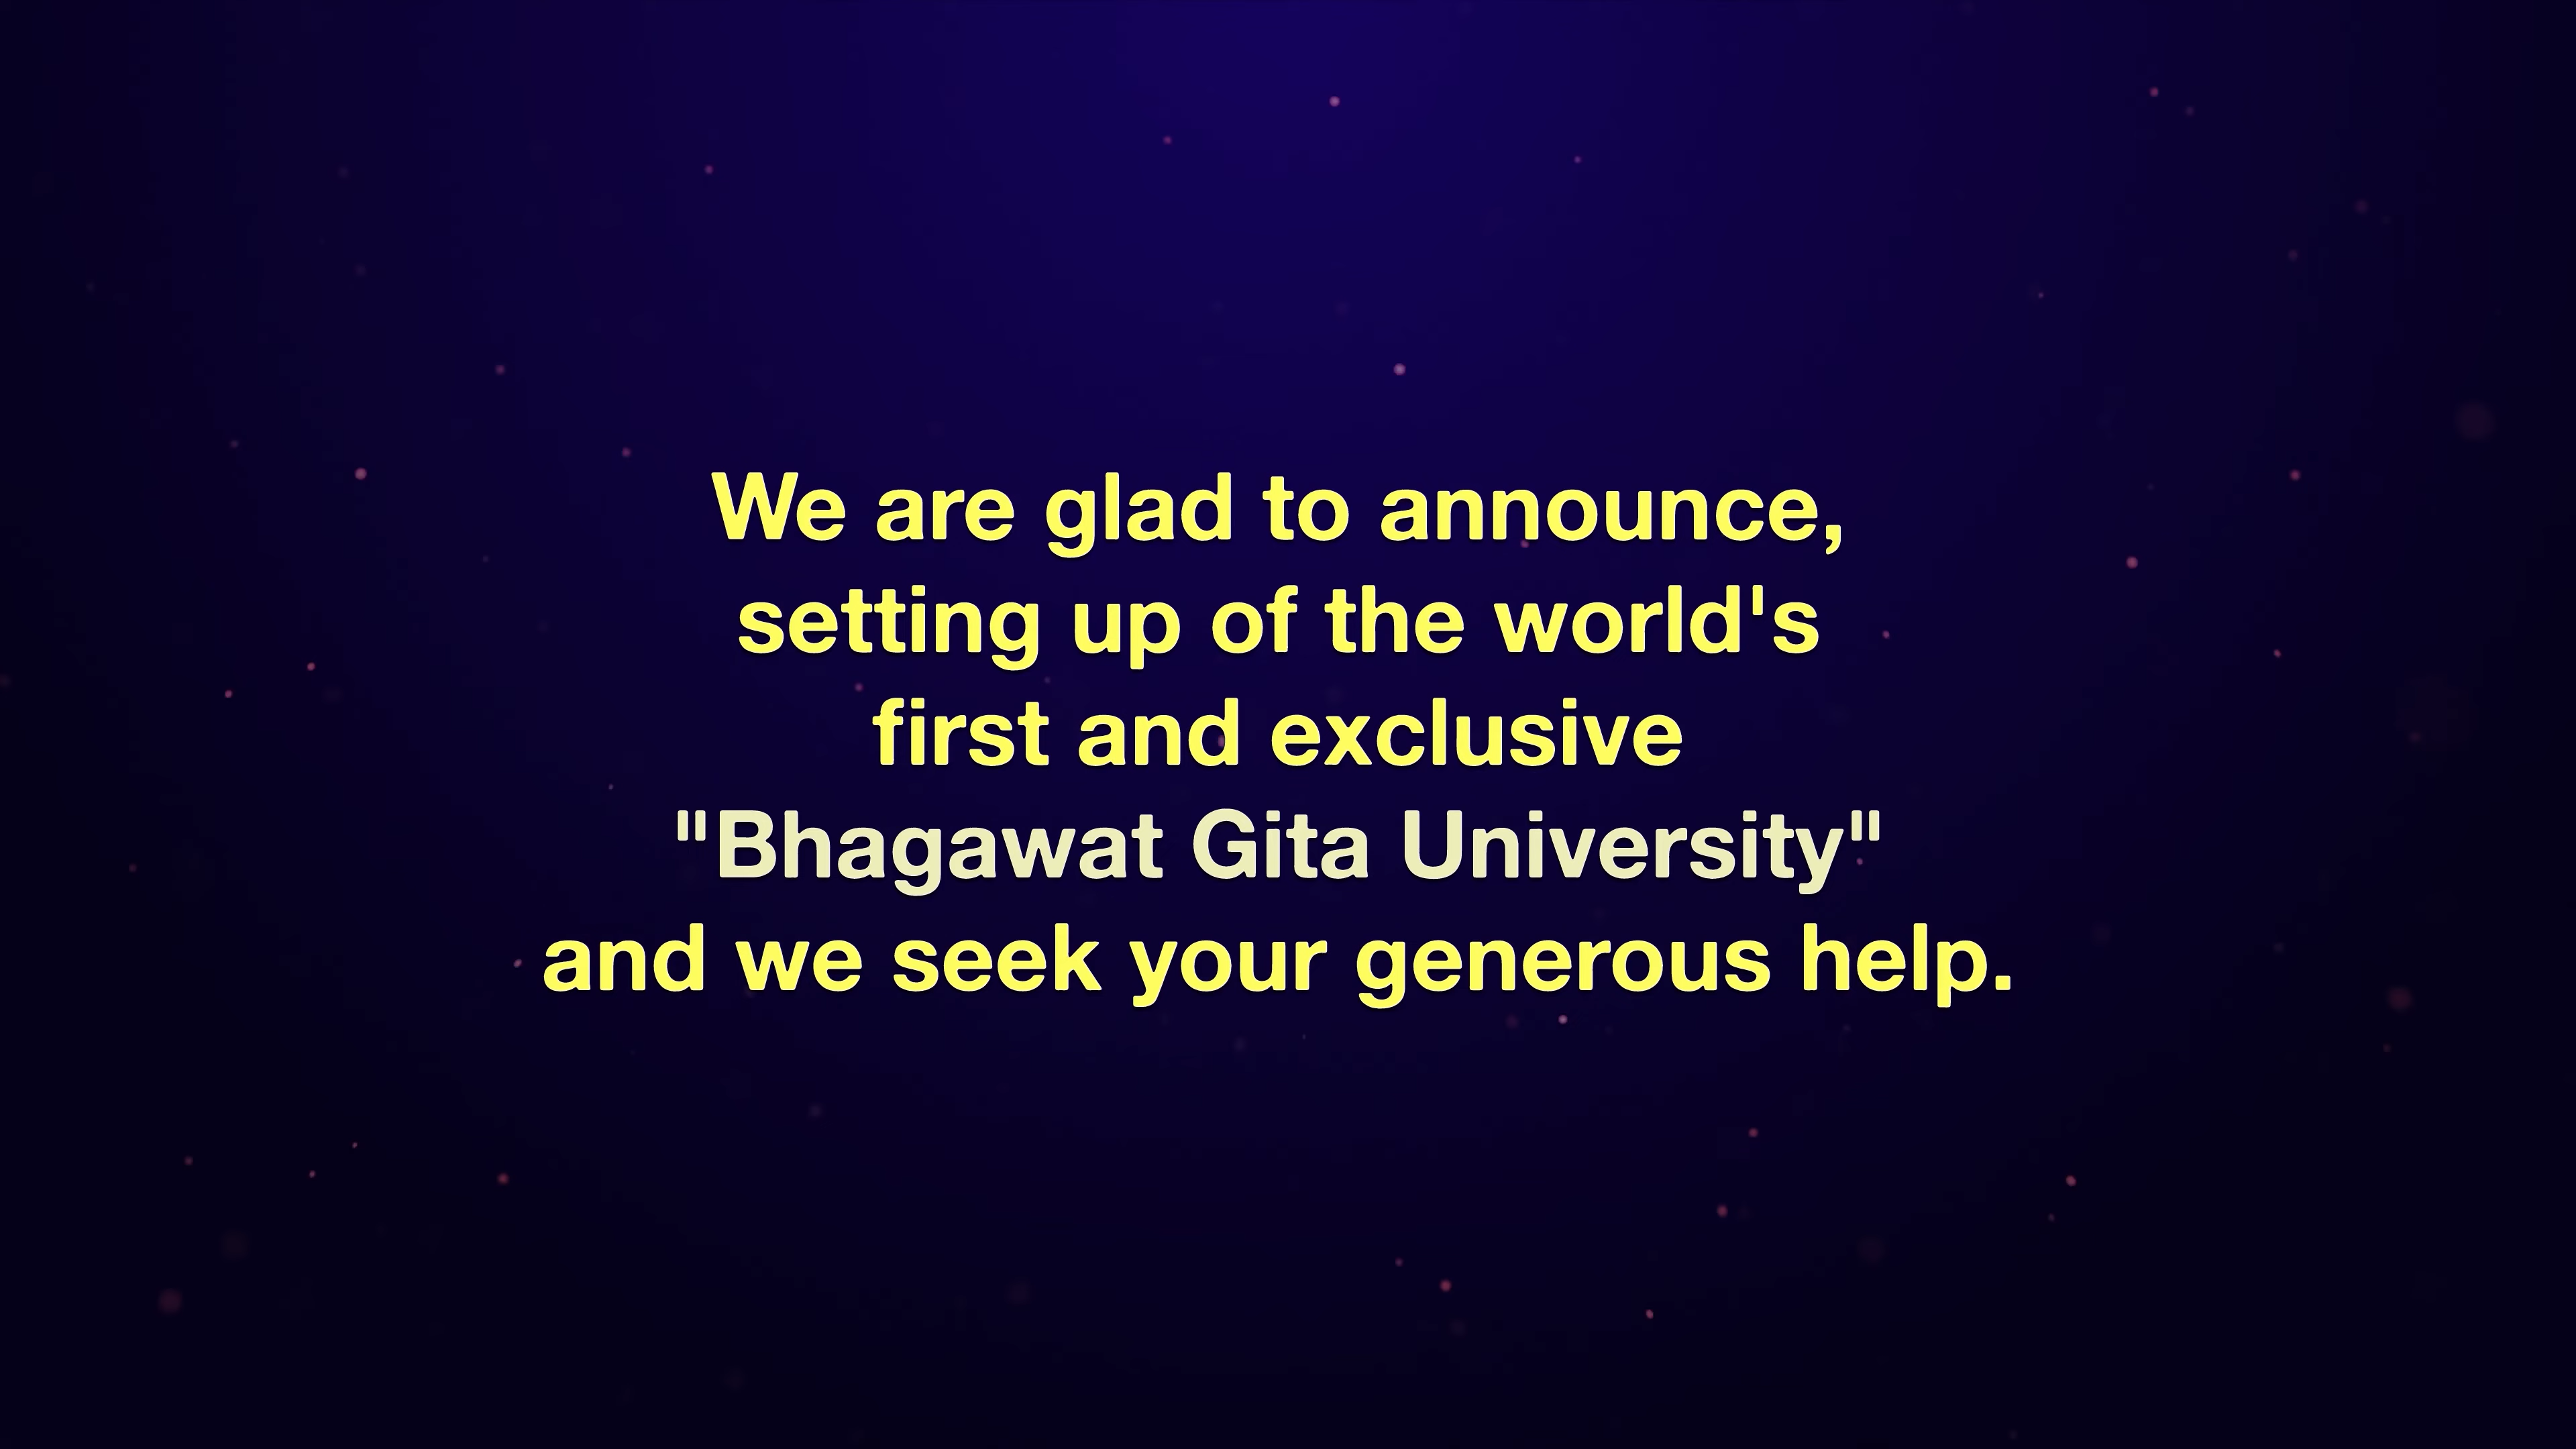 We are glad to announce,
setting up of the world's
first and exclusive
"Bhagawat Gita University"
and we seek your generous help.